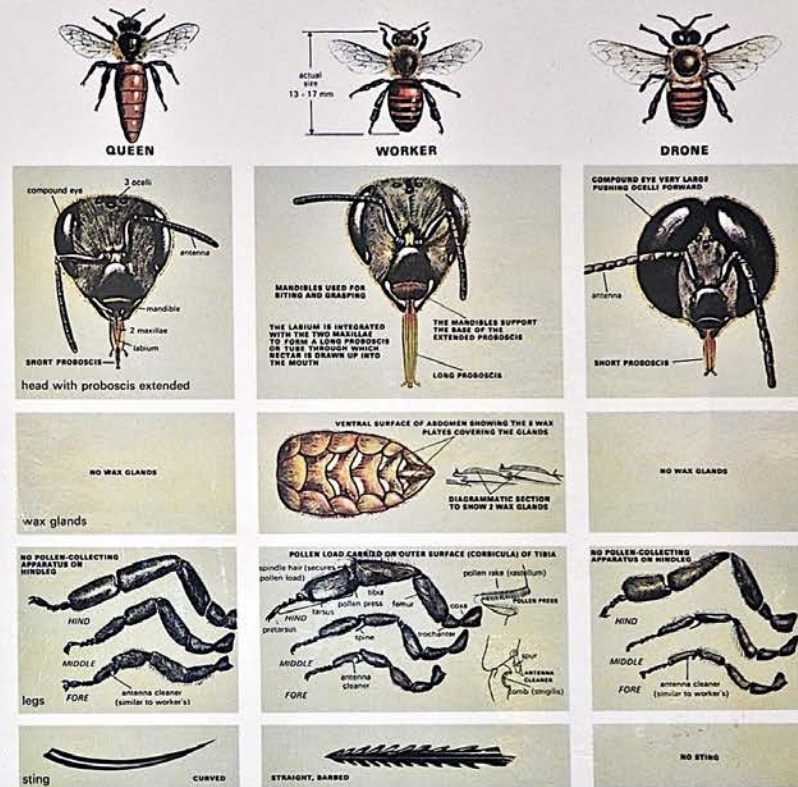 actual
size
13 - 17 mm
QUEEN
WORKER
DRONE
3 ocelli
compound eye
antenna
mandible
2 maxillae
labium
SHORT PROBOSCIS
head with proboscis extended
MANDIBLES USED FOR
BITING AND GRASPING
THE LABIUM IS INTEGRATED
WITH THE TWO MAXILLAE
TO FORM A LONG PROBOSCIS
OR TUBE THROUGH WHICH
NECTAR IS DRAWN UP INTO
THE MOUTH
THE MANDIBLES SUPPORT
THE BASE OF THE
EXTENDED PROBOSCIS
LONG PROBOSCIS
COMPOUND EYE VERY LARGE
PUSHING OCELLI FORWARD
antenna
SHORT PROBOSCIS
NO WAX GLANDS
wax glands
VENTRAL SURFACE OF ABDOMEN SHOWING THE 8 WAX
PLATES COVERING THE GLANDS
DIAGRAMMATIC SECTION
TO SHOW 2 WAX GLANDS
NO WAX GLANDS
NO POLLEN-COLLECTING
APPARATUS ON
HINDLEG
HIND
MIDDLE
FORE
antenna cleaner
(similar to worker's)
legs
POLLEN LOAD CARRIED ON OUTER SURFACE (CORBICULA) OF TIBIA
spindle hair (secures
pollen load)
tibia
pollen press
femur
coxa
tarsus
HIND
pretarsus
spine
trochanter
MIDDLE
antenna
cleaner
FORE
pollen rake (rastellum)
POLLEN PRESS
spur
ANTENNA
CLEANER
comb (strigilis)
NO POLLEN-COLLECTING
APPARATUS ON HINDLEG
HIND
MIDDLE
FORE
antenna cleaner
(similar to worker's)
sting
CURVED
STRAIGHT, BARBED
NO STING